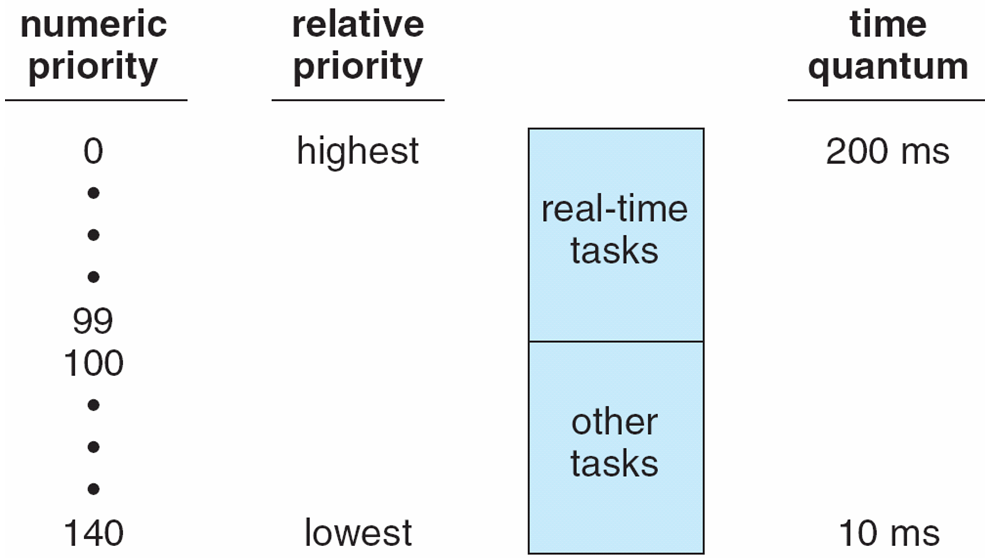 numeric priority relative priority time quantum
0 highest 200 ms
real-time tasks
99
100
other tasks
140 lowest 10 ms